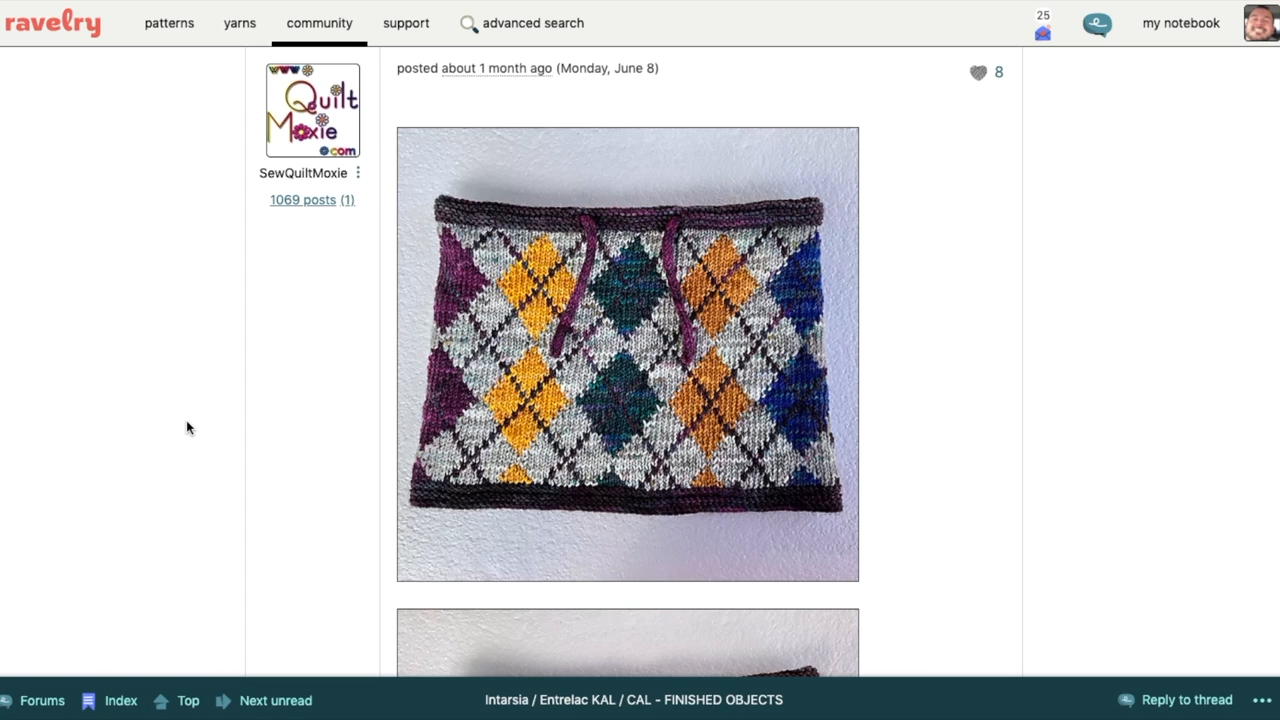 ravelry
patterns
yarns
community
support
advanced search
25
my notebook
www
Quilt
Moxie
com
SewQuiltMoxie
1069 posts (1)
posted about 1 month ago (Monday, June 8)
8
Forums
Index
Top
Next unread
Intarsia / Entrelac KAL / CAL - FINISHED OBJECTS
Reply to thread